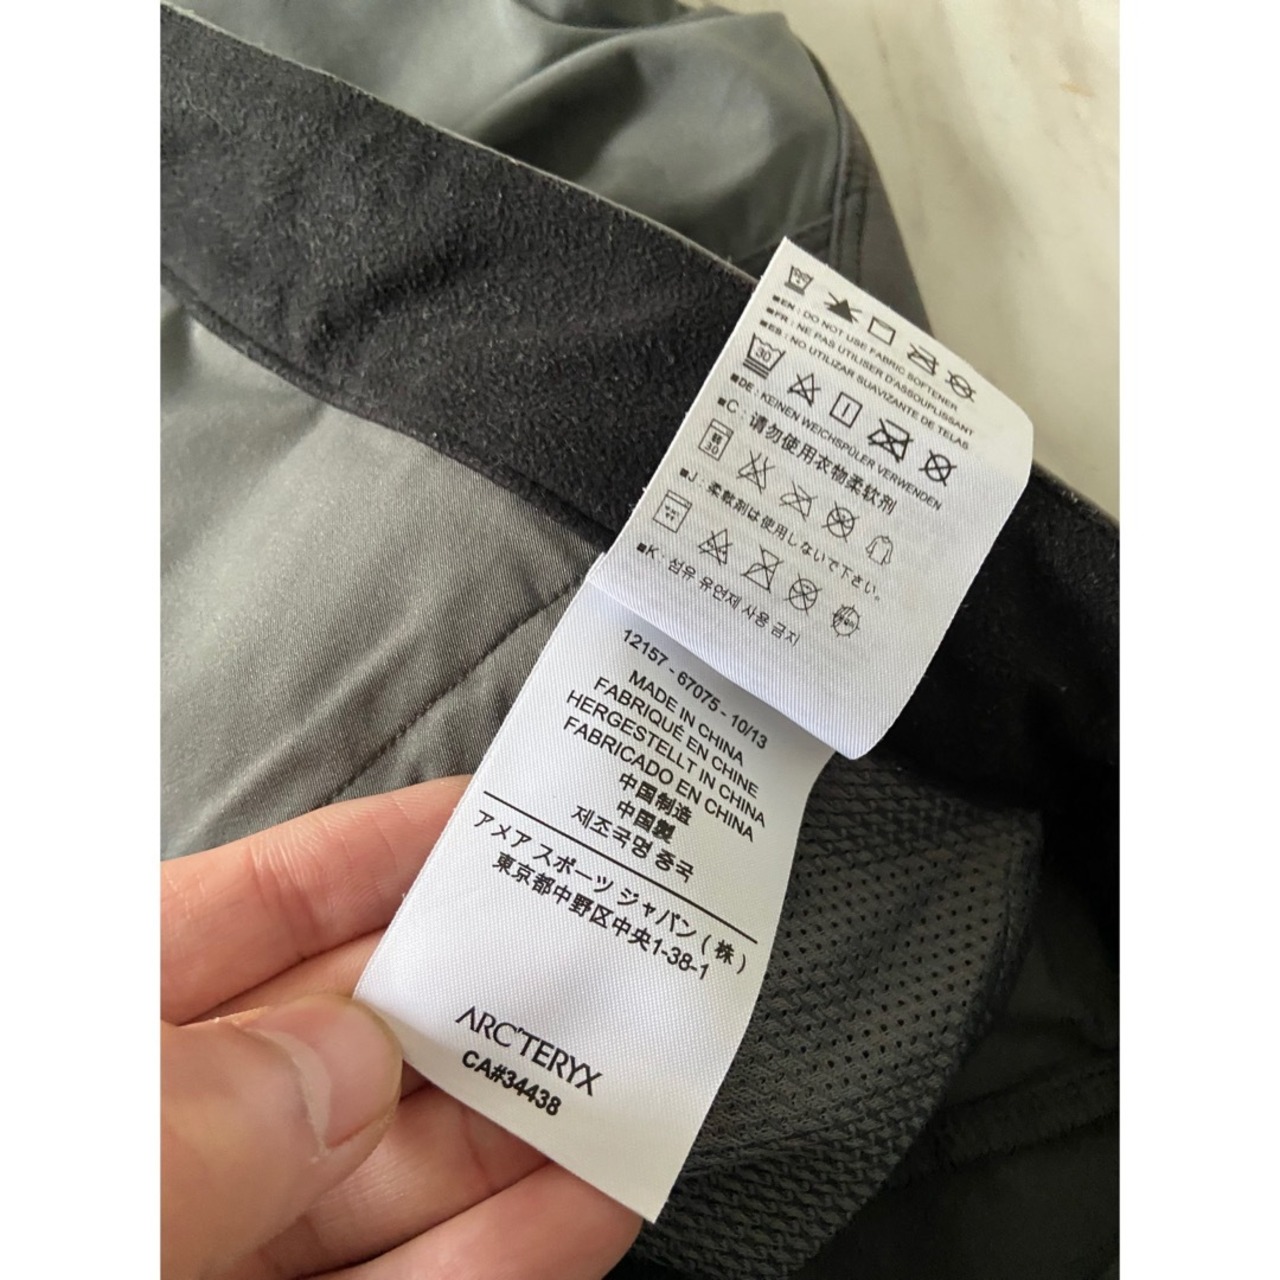 ■EN : DO NOT USE FABRIC SOFTENER
■FR : NE PAS UTILISER D'ASSOUPLISSANT
■ES : NO UTILIZAR SUAVIZANTE DE TELAS
30
■DE : KEINEN WEICHSPÜLER VERWENDEN
■C : 请勿使用衣物柔软剂
30
■J : 柔軟剤は使用しないで下さい。
■K : 섬유 유연제 사용 금지
12157 - 67075 - 10/13
MADE IN CHINA
FABRIQUÉ EN CHINE
HERGESTELLT IN CHINA
FABRICADO EN CHINA
中国制造
中国製
제조국명 중국
アメア スポーツ ジャパン (株)
東京都中野区中央1-38-1
ARC'TERYX
CA#34438